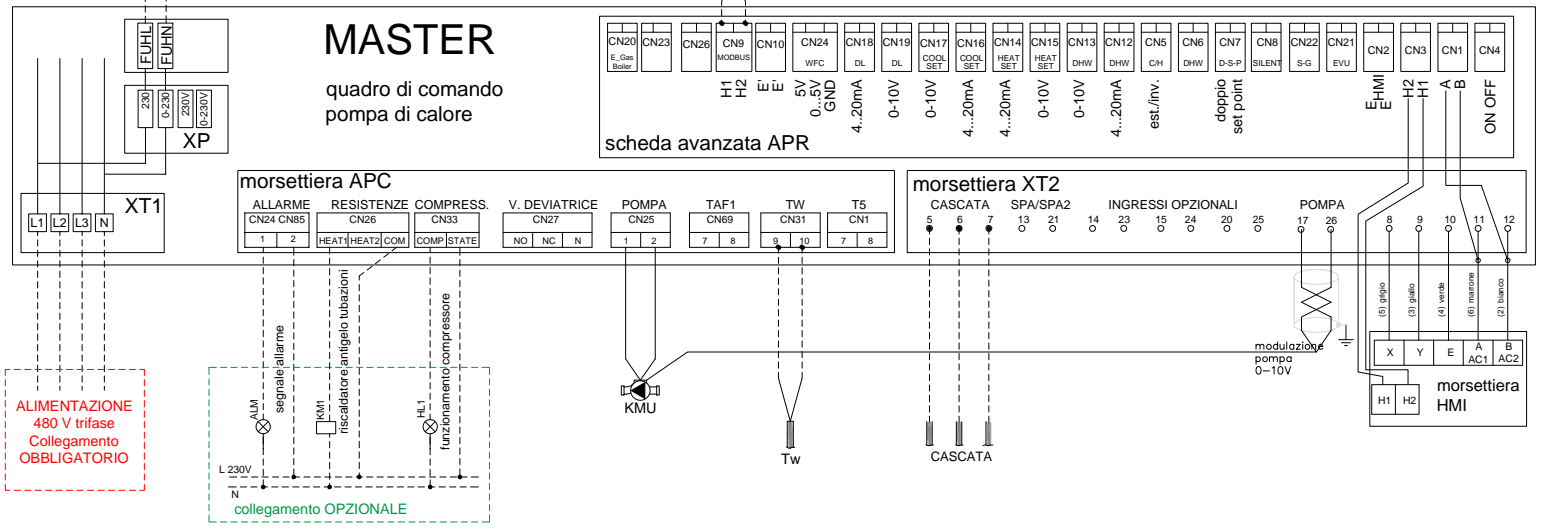 MASTER
quadro di comando
pompa di calore
FUHL
FUHN
230
0-230
230V
0-230V
XP
XT1
L1 L2 L3 N
CN20 CN23 CN26 CN9 CN10 CN24 CN18 CN19 CN17 CN16 CN14 CN15 CN13 CN12 CN5 CN6 CN7 CN8 CN22 CN21 CN2 CN3 CN1 CN4
E_Gas
Boiler
MODBUS
WFC
DL
DL
COOL
SET
COOL
SET
HEAT
SET
HEAT
SET
DHW
DHW
C/H
DHW
D-S-P
SILENT
S-G
EVU
H1
H2
E'
E'
5V
0...5V
GND
4...20mA
0-10V
0-10V
4...20mA
4...20mA
0-10V
0-10V
4...20mA
est./inv.
doppio
set point
E
HMI
E
H2
H1
A
B
ON OFF
scheda avanzata APR
morsettiera APC
ALLARME RESISTENZE COMPRESS. V. DEVIATRICE POMPA TAF1 TW T5
CN24 CN85 CN26 CN33 CN27 CN25 CN69 CN31 CN1
1 2 HEAT1 HEAT2 COM COMP STATE NO NC N 1 2 7 8 9 10 7 8
morsettiera XT2
CASCATA SPA/SPA2 INGRESSI OPZIONALI POMPA
5 6 7 13 21 14 23 15 24 20 25 17 26 8 9 10 11 12
segnale allarme
riscaldatore antigelo tubazioni
funzionamento compressore
ALM
KM1
HL1
L 230V
N
collegamento OPZIONALE
ALIMENTAZIONE
480 V trifase
Collegamento
OBBLIGATORIO
KMU
Tw
CASCATA
modulazione
pompa
0-10V
(5) grigio
(3) giallo
(4) verde
(6) marrone
(2) bianco
X Y E A B
AC1 AC2
H1 H2
morsettiera
HMI